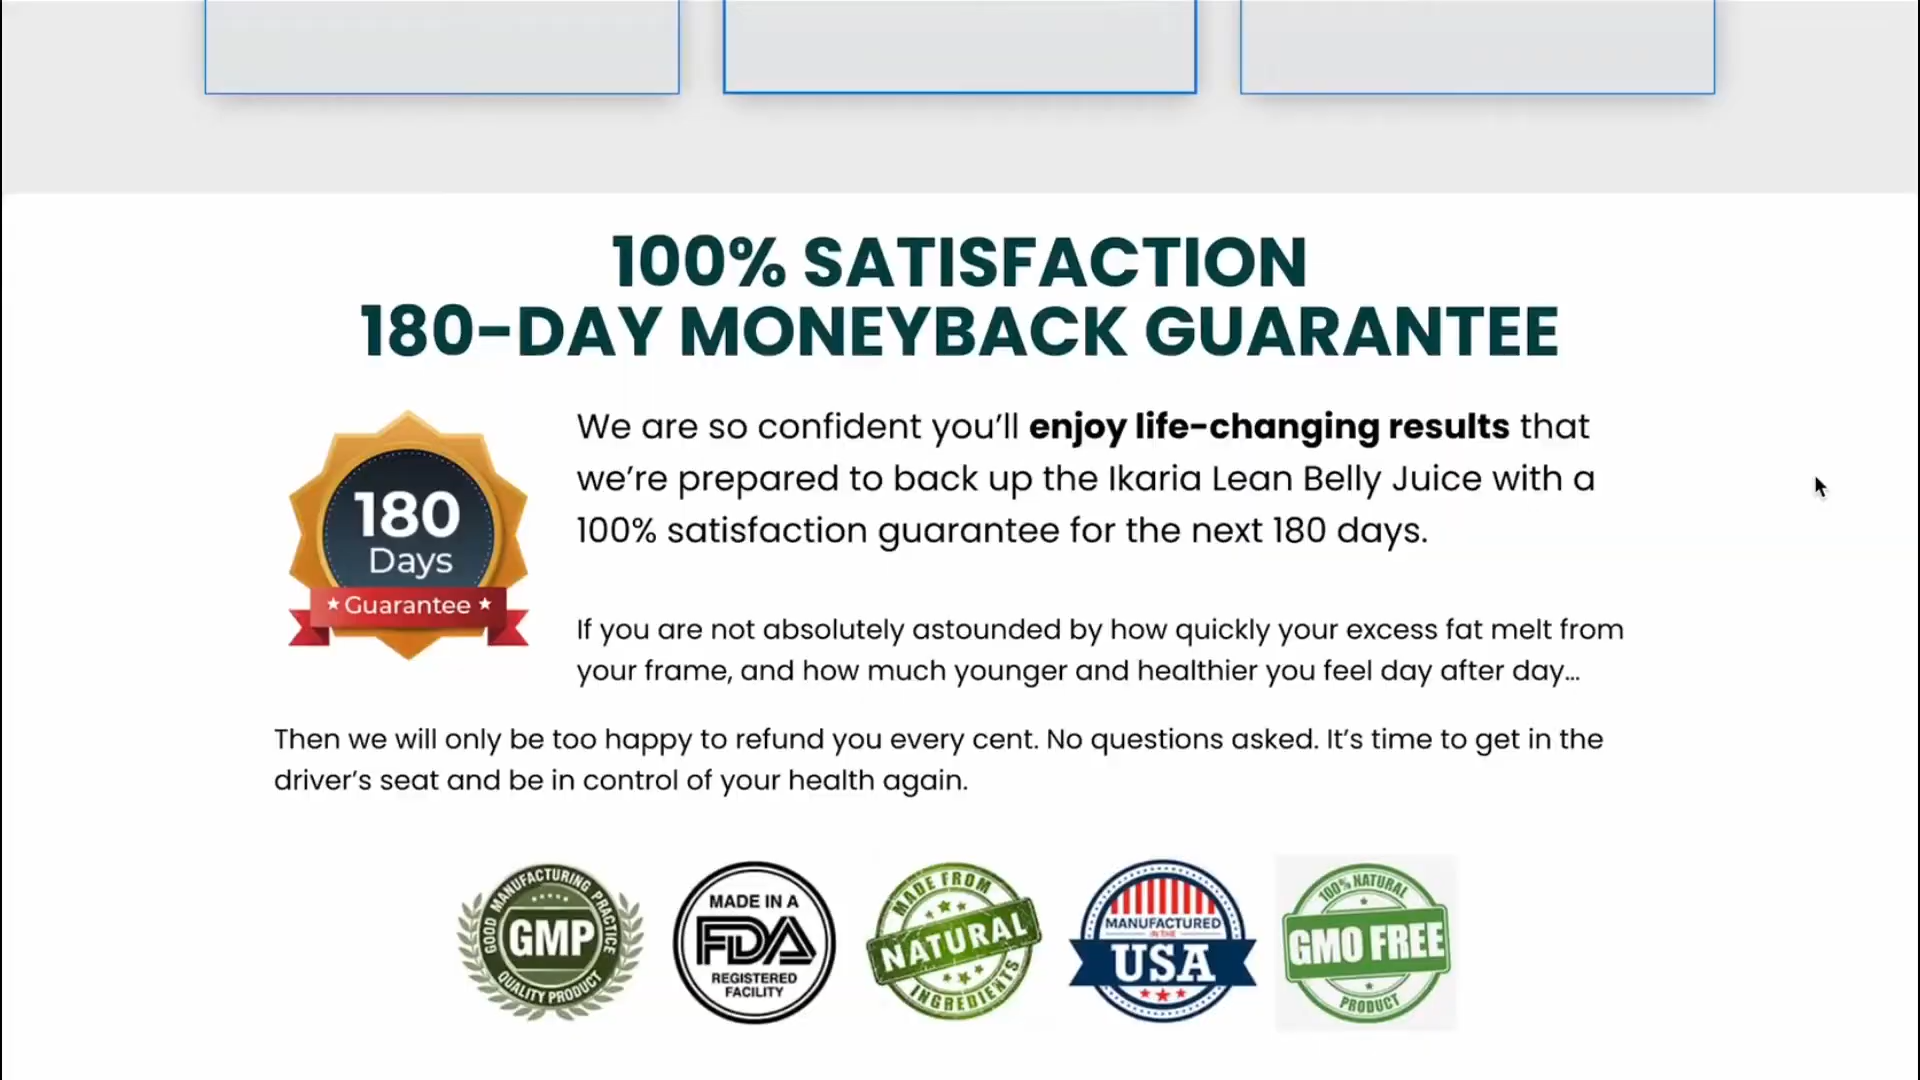 100% SATISFACTION
180-DAY MONEYBACK GUARANTEE
We are so confident you’ll enjoy life-changing results that
we’re prepared to back up the Ikaria Lean Belly Juice with a
100% satisfaction guarantee for the next 180 days.
180
Days
Guarantee
If you are not absolutely astounded by how quickly your excess fat melt from
your frame, and how much younger and healthier you feel day after day...
Then we will only be too happy to refund you every cent. No questions asked. It’s time to get in the
driver’s seat and be in control of your health again.
GOOD MANUFACTURING PRACTICE
GMP
QUALITY PRODUCT
MADE IN A
FDA
REGISTERED
FACILITY
MADE FROM
NATURAL
INGREDIENTS
MANUFACTURED
IN THE
USA
100% NATURAL
GMO FREE
PRODUCT